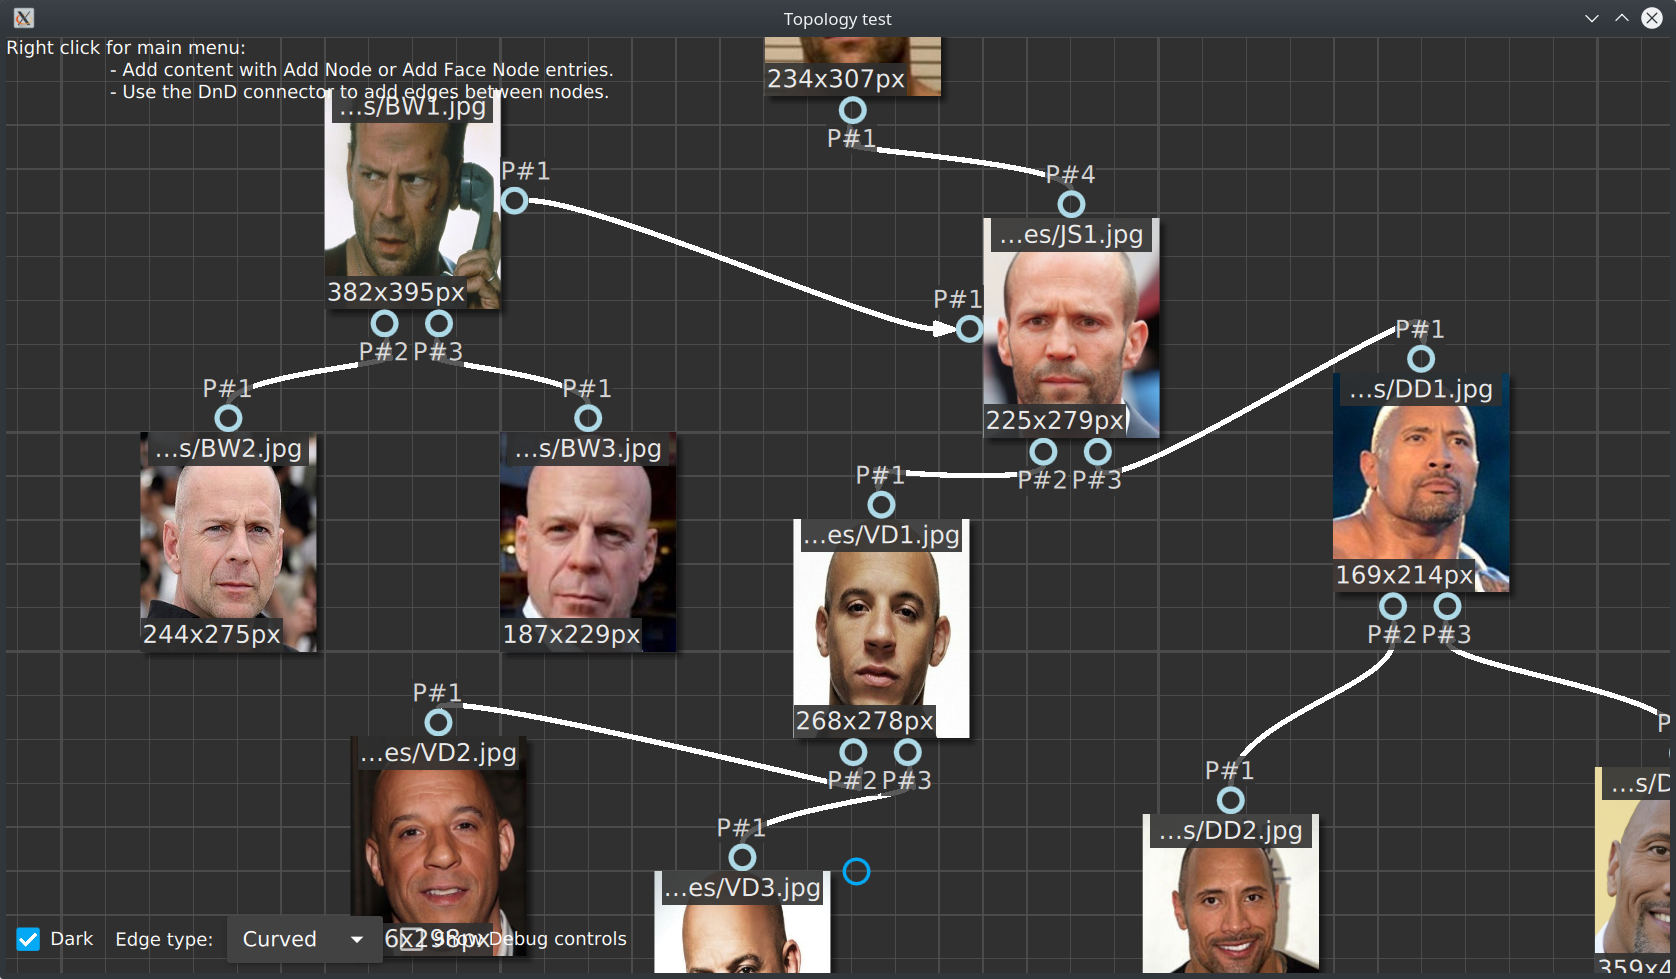 Topology test
Right click for main menu:
- Add content with Add Node or Add Face Node entries.
- Use the DnD connector to add edges between nodes.
234x307px
P#1
...s/BW1.jpg
P#1
382x395px
P#2 P#3
P#4
...es/JS1.jpg
P#1
225x279px
P#2 P#3
P#1
...s/DD1.jpg
169x214px
P#2 P#3
P#1
...s/BW2.jpg
244x275px
P#1
...s/BW3.jpg
187x229px
P#1
...es/VD1.jpg
268x278px
P#2 P#3
P#1
...es/VD2.jpg
P#1
...es/VD3.jpg
P#1
...s/DD2.jpg
P
...s/D
359x4
Dark
Edge type:
Curved
6x298px
Show Debug controls